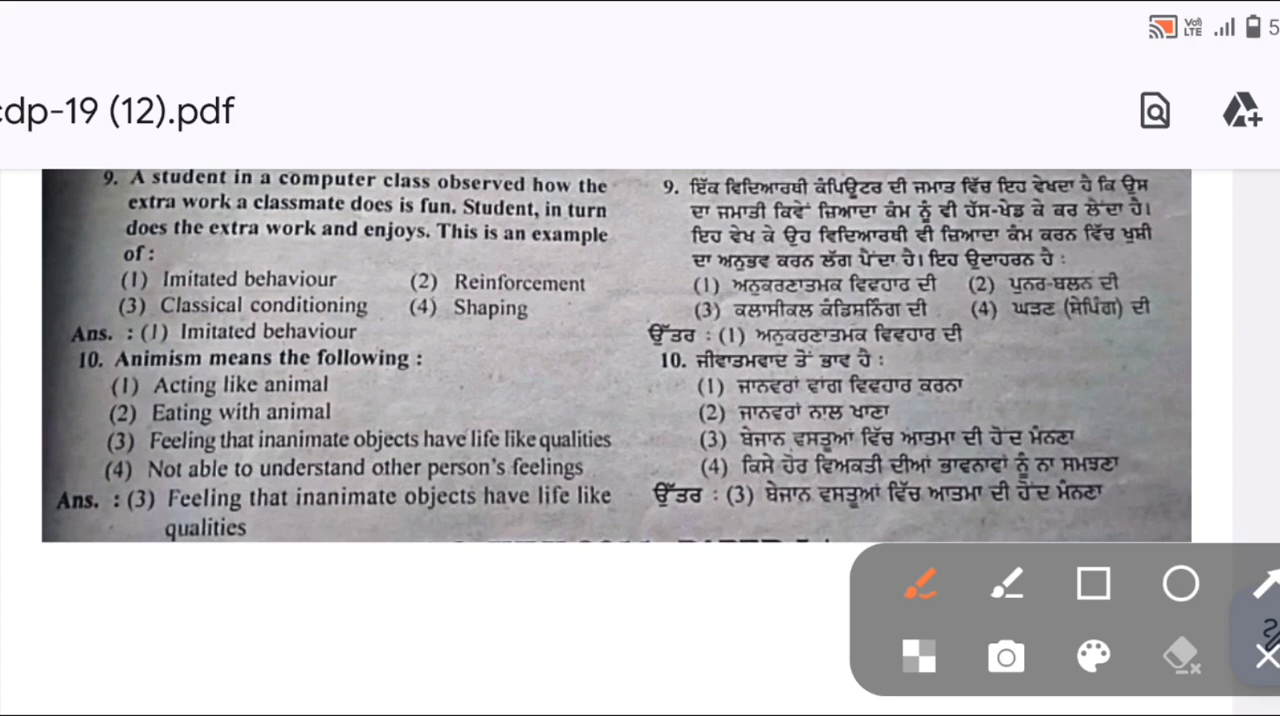 VoD LTE 5
cdp-19 (12).pdf
9. A student in a computer class observed how the
extra work a classmate does is fun. Student, in turn
does the extra work and enjoys. This is an example
of :
(1) Imitated behaviour (2) Reinforcement
(3) Classical conditioning (4) Shaping
Ans. : (1) Imitated behaviour
10. Animism means the following :
(1) Acting like animal
(2) Eating with animal
(3) Feeling that inanimate objects have life like qualities
(4) Not able to understand other person's feelings
Ans. : (3) Feeling that inanimate objects have life like
qualities
9. ਇੱਕ ਵਿਦਿਆਰਥੀ ਕੰਪਿਊਟਰ ਦੀ ਜਮਾਤ ਵਿੱਚ ਇਹ ਵੇਖਦਾ ਹੈ ਕਿ ਉਸ
ਦਾ ਜਮਾਤੀ ਕਿਵੇਂ ਜ਼ਿਆਦਾ ਕੰਮ ਨੂੰ ਵੀ ਹੱਸ-ਖੇਡ ਕੇ ਕਰ ਲੈਂਦਾ ਹੈ।
ਇਹ ਵੇਖ ਕੇ ਉਹ ਵਿਦਿਆਰਥੀ ਵੀ ਜ਼ਿਆਦਾ ਕੰਮ ਕਰਨ ਵਿੱਚ ਖੁਸ਼ੀ
ਦਾ ਅਨੁਭਵ ਕਰਨ ਲੱਗ ਪੈਂਦਾ ਹੈ। ਇਹ ਉਦਾਹਰਨ ਹੈ :
(1) ਅਨੁਕਰਣਾਤਮਕ ਵਿਵਹਾਰ ਦੀ (2) ਪੁਨਰ-ਬਲਨ ਦੀ
(3) ਕਲਾਸੀਕਲ ਕੰਡਿਸ਼ਨਿੰਗ ਦੀ (4) ਘੜਣ (ਸ਼ੇਪਿੰਗ) ਦੀ
ਉੱਤਰ : (1) ਅਨੁਕਰਣਾਤਮਕ ਵਿਵਹਾਰ ਦੀ
10. ਜੀਵਾਤਮਵਾਦ ਤੋਂ ਭਾਵ ਹੈ :
(1) ਜਾਨਵਰਾਂ ਵਾਂਗ ਵਿਵਹਾਰ ਕਰਨਾ
(2) ਜਾਨਵਰਾਂ ਨਾਲ ਖਾਣਾ
(3) ਬੇਜਾਨ ਵਸਤੂਆਂ ਵਿੱਚ ਆਤਮਾ ਦੀ ਹੋਂਦ ਮੰਨਣਾ
(4) ਕਿਸੇ ਹੋਰ ਵਿਅਕਤੀ ਦੀਆਂ ਭਾਵਨਾਵਾਂ ਨੂੰ ਨਾ ਸਮਝਣਾ
ਉੱਤਰ : (3) ਬੇਜਾਨ ਵਸਤੂਆਂ ਵਿੱਚ ਆਤਮਾ ਦੀ ਹੋਂਦ ਮੰਨਣਾ